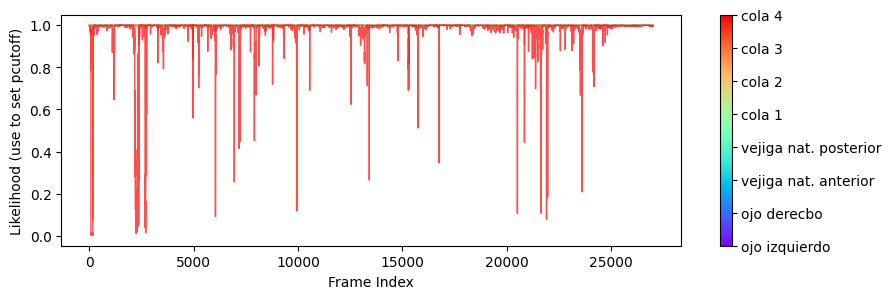 Likelihood (use to set pcutoff)
1.0
0.8
0.6
0.4
0.2
0.0
0
5000
10000
15000
20000
25000
Frame Index
cola 4
cola 3
cola 2
cola 1
vejiga nat. posterior
vejiga nat. anterior
ojo derecbo
ojo izquierdo